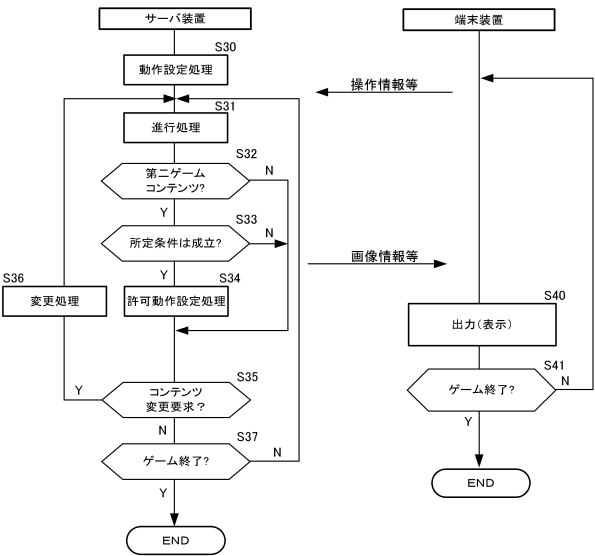 サーバ装置
端末装置
S30
動作設定処理
操作情報等
S31
進行処理
S32
第二ゲーム
コンテンツ?
N
Y
S33
所定条件は成立?
N
画像情報等
Y
S36
変更処理
S34
許可動作設定処理
S40
出力(表示)
S35
コンテンツ
変更要求?
Y
N
S41
ゲーム終了?
N
Y
S37
ゲーム終了?
N
Y
END
END